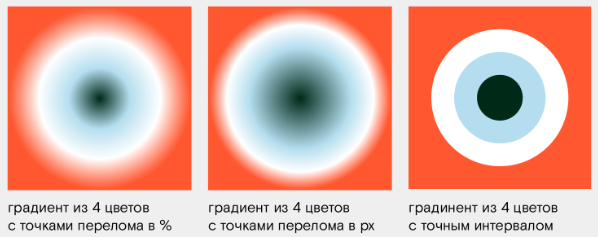 градиент из 4 цветов
с точками перелома в %
градиент из 4 цветов
с точками перелома в px
градинент из 4 цветов
с точным интервалом